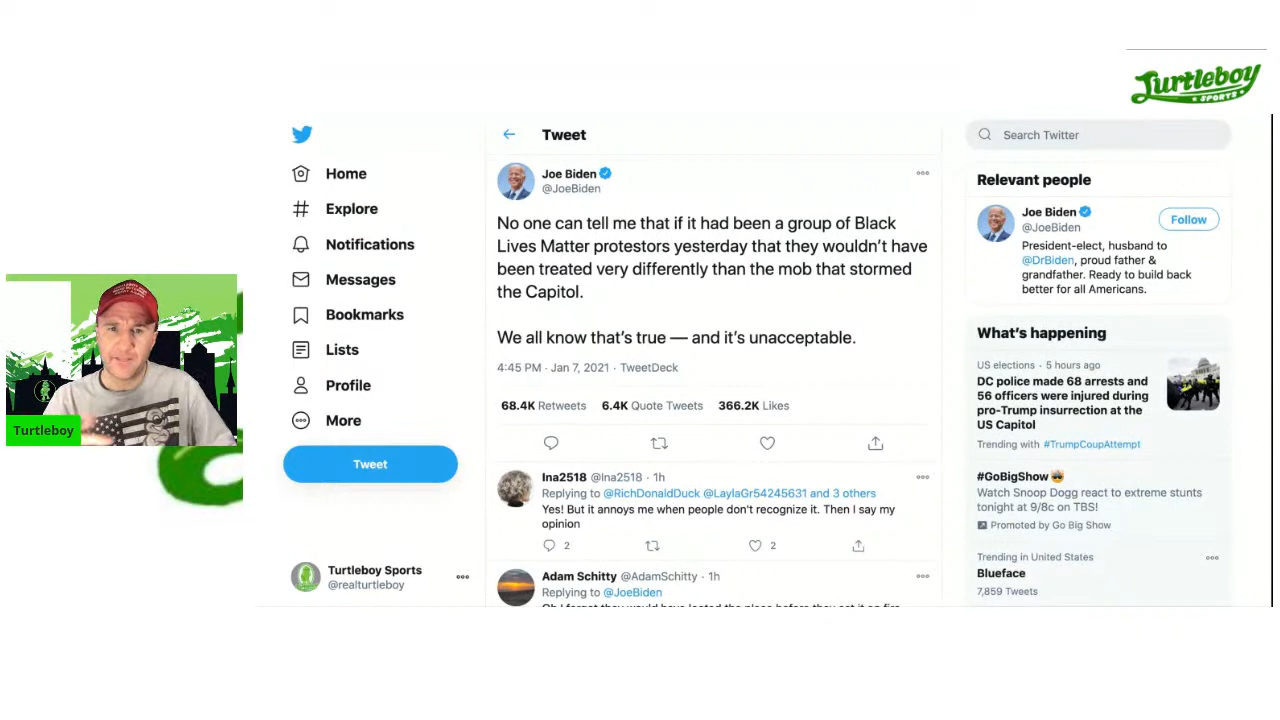 Turtleboy
SPORTS
Tweet
Search Twitter
Home
Explore
Notifications
Messages
Bookmarks
Lists
Profile
More
Tweet
Turtleboy Sports
@realturtleboy
Turtleboy
Joe Biden
@JoeBiden
No one can tell me that if it had been a group of Black
Lives Matter protestors yesterday that they wouldn't have
been treated very differently than the mob that stormed
the Capitol.
We all know that's true — and it's unacceptable.
4:45 PM · Jan 7, 2021 · TweetDeck
68.4K Retweets 6.4K Quote Tweets 366.2K Likes
Ina2518 @Ina2518 · 1h
Replying to @RichDonaldDuck @LaylaGr54245631 and 3 others
Yes! But it annoys me when people don't recognize it. Then I say my
opinion
2 2
Adam Schitty @AdamSchitty · 1h
Replying to @JoeBiden
Relevant people
Joe Biden
@JoeBiden
Follow
President-elect, husband to
@DrBiden, proud father &
grandfather. Ready to build back
better for all Americans.
What's happening
US elections · 5 hours ago
DC police made 68 arrests and
56 officers were injured during
pro-Trump insurrection at the
US Capitol
Trending with #TrumpCoupAttempt
#GoBigShow
Watch Snoop Dogg react to extreme stunts
tonight at 9/8c on TBS!
Promoted by Go Big Show
Trending in United States
Blueface
7,859 Tweets